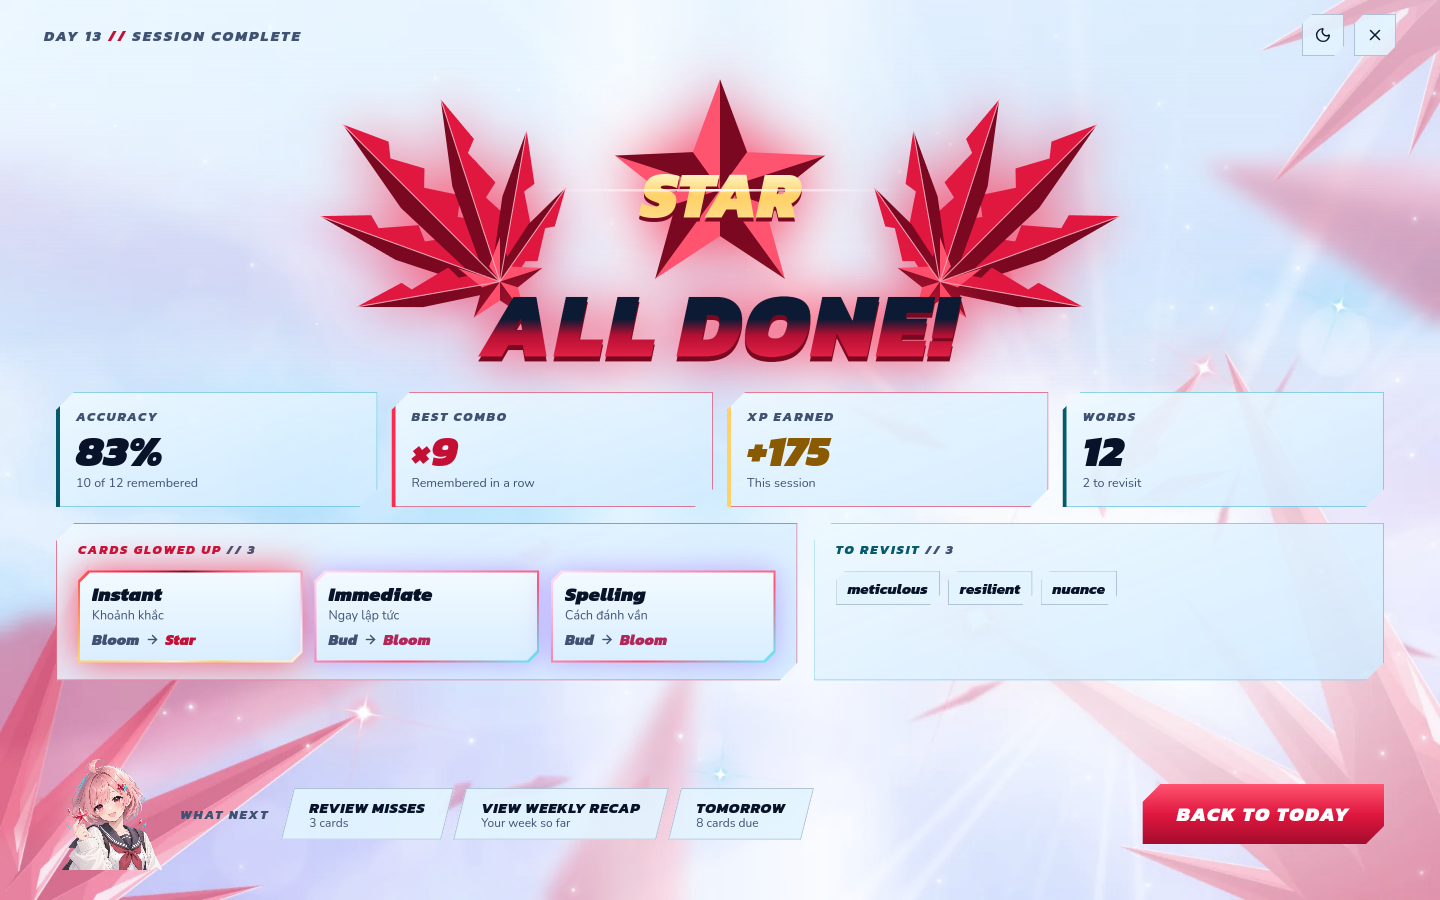 DAY 13 // SESSION COMPLETE
STAR
ALL DONE!
ACCURACY
83%
10 of 12 remembered
BEST COMBO
×9
Remembered in a row
XP EARNED
+175
This session
WORDS
12
2 to revisit
CARDS GLOWED UP // 3
Instant
Khoảnh khắc
Bloom → Star
Immediate
Ngay lập tức
Bud → Bloom
Spelling
Cách đánh vần
Bud → Bloom
TO REVISIT // 3
meticulous
resilient
nuance
WHAT NEXT
REVIEW MISSES
3 cards
VIEW WEEKLY RECAP
Your week so far
TOMORROW
8 cards due
BACK TO TODAY